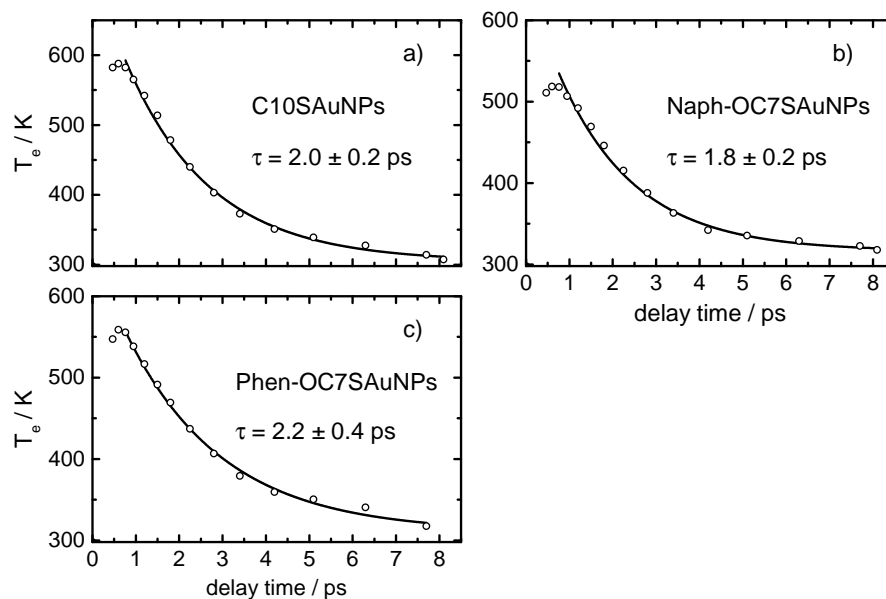 a)
C10SAuNPs
τ = 2.0 ± 0.2 ps
T_e / K
600
500
400
300
b)
Naph-OC7SAuNPs
τ = 1.8 ± 0.2 ps
600
500
400
300
0 1 2 3 4 5 6 7 8
delay time / ps
c)
Phen-OC7SAuNPs
τ = 2.2 ± 0.4 ps
T_e / K
600
500
400
300
0 1 2 3 4 5 6 7 8
delay time / ps